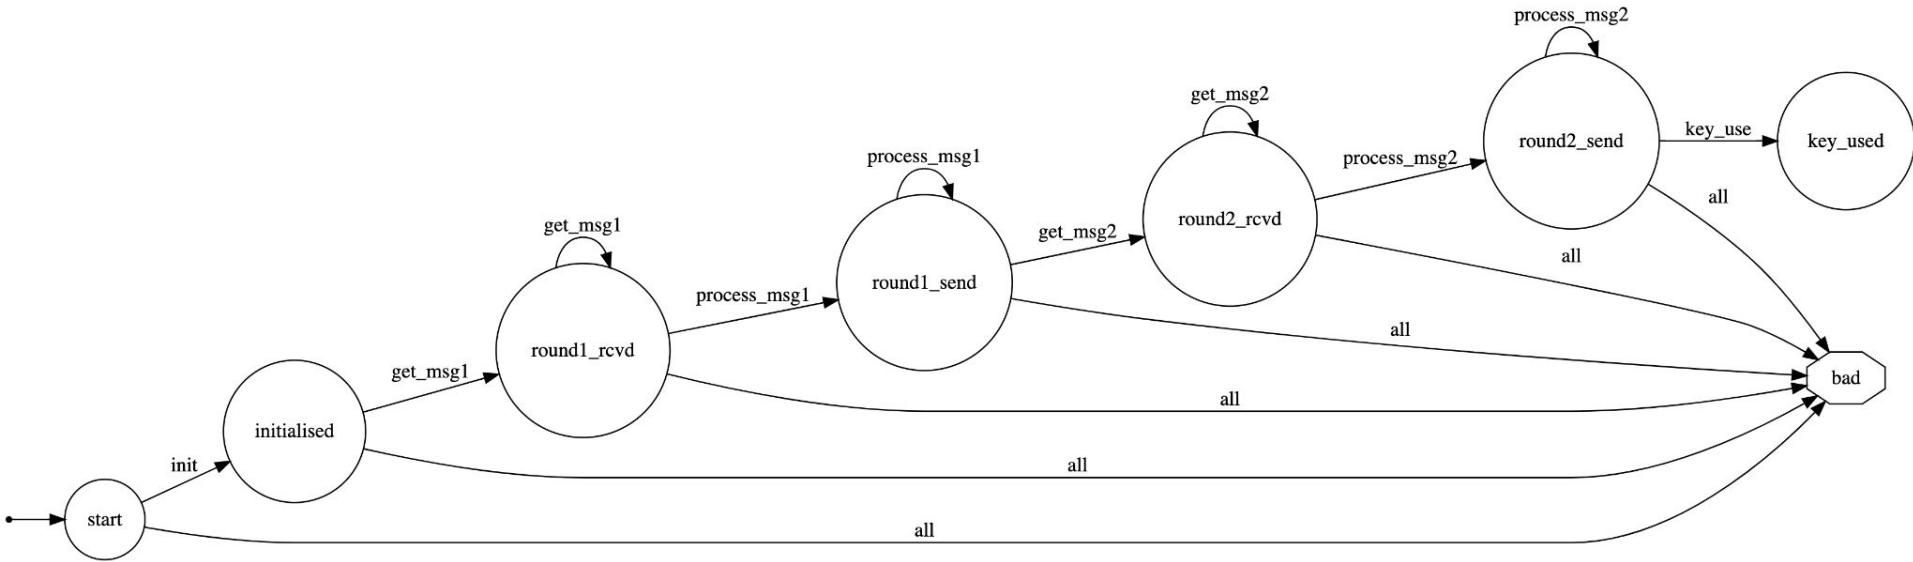 process_msg2
get_msg2
round2_send
key_use
key_used
process_msg1
process_msg2
all
get_msg1
round2_rcvd
get_msg2
all
process_msg1
round1_send
all
get_msg1
round1_rcvd
bad
all
initialised
init
all
start
all